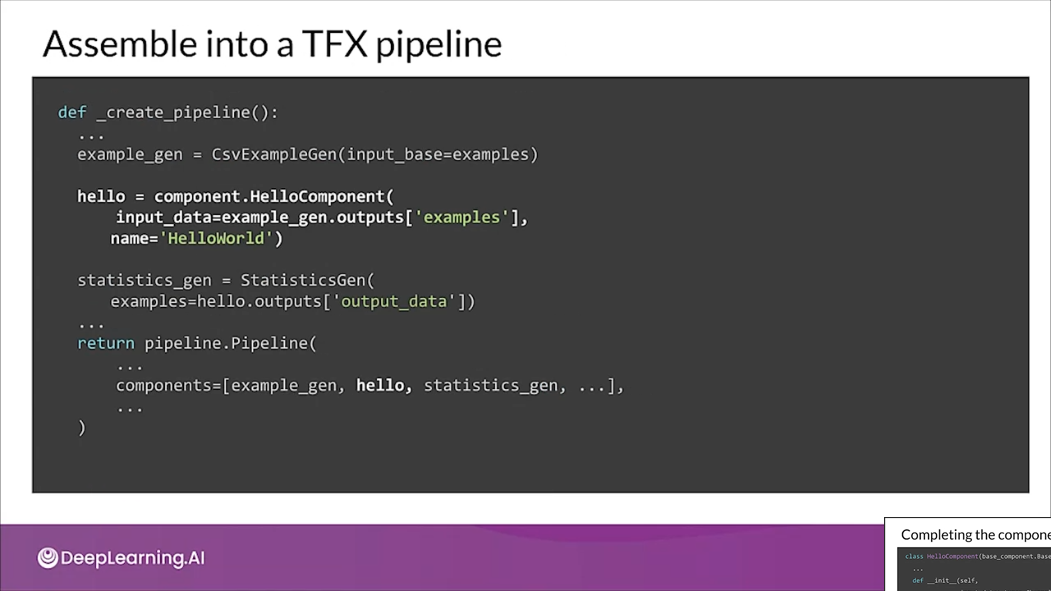 Assemble into a TFX pipeline
def _create_pipeline():
...
example_gen = CsvExampleGen(input_base=examples)
hello = component.HelloComponent(
input_data=example_gen.outputs['examples'],
name='HelloWorld')
statistics_gen = StatisticsGen(
examples=hello.outputs['output_data'])
...
return pipeline.Pipeline(
...
components=[example_gen, hello, statistics_gen, ...],
...
)
DeepLearning.AI
Completing the compone
class HelloComponent(base_component.Base
...
def __init__(self,